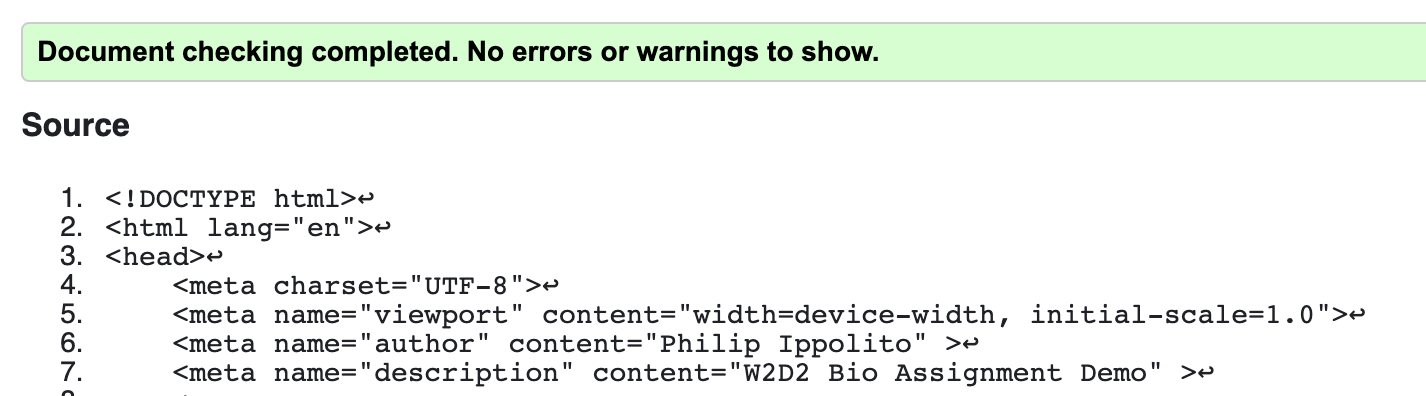 Document checking completed. No errors or warnings to show.
Source
1. <!DOCTYPE html>↩
2. <html lang="en">↩
3. <head>↩
4. <meta charset="UTF-8">↩
5. <meta name="viewport" content="width=device-width, initial-scale=1.0">↩
6. <meta name="author" content="Philip Ippolito" >↩
7. <meta name="description" content="W2D2 Bio Assignment Demo" >↩